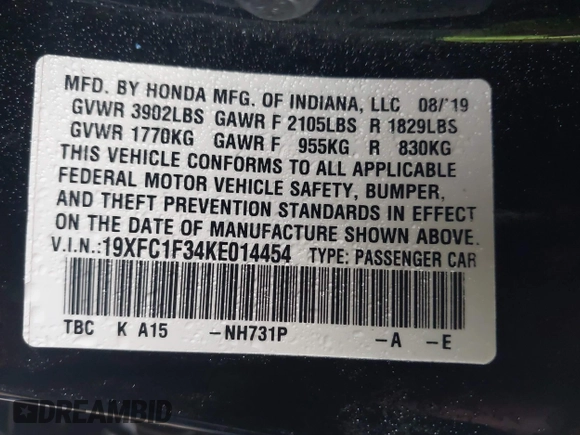 MFD. BY HONDA MFG. OF INDIANA, LLC 08/'19
GVWR 3902LBS GAWR F 2105LBS R 1829LBS
GVWR 1770KG GAWR F 955KG R 830KG
THIS VEHICLE CONFORMS TO ALL APPLICABLE
FEDERAL MOTOR VEHICLE SAFETY, BUMPER,
AND THEFT PREVENTION STANDARDS IN EFFECT
ON THE DATE OF MANUFACTURE SHOWN ABOVE.
V.I.N.:19XFC1F34KE014454 TYPE: PASSENGER CAR
TBC K A15 -NH731P -A -E
DREAMBID